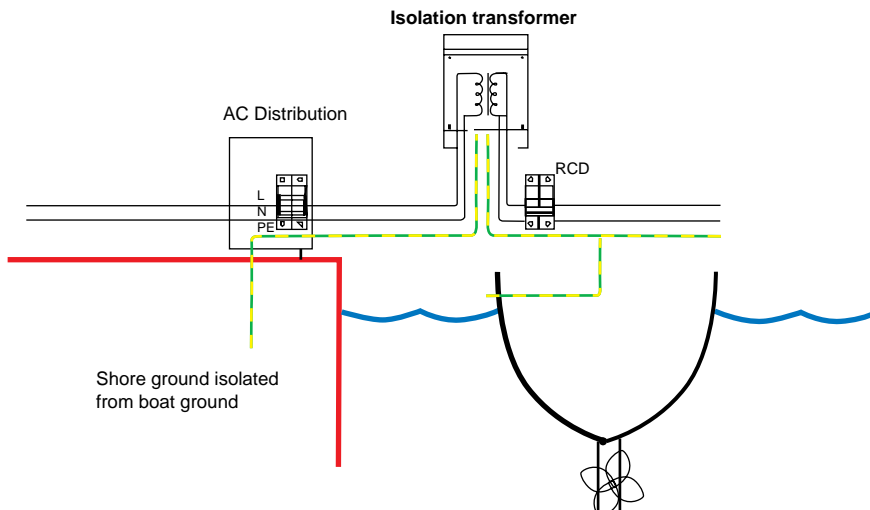 Isolation transformer
AC Distribution
RCD
L
N
PE
Shore ground isolated
from boat ground